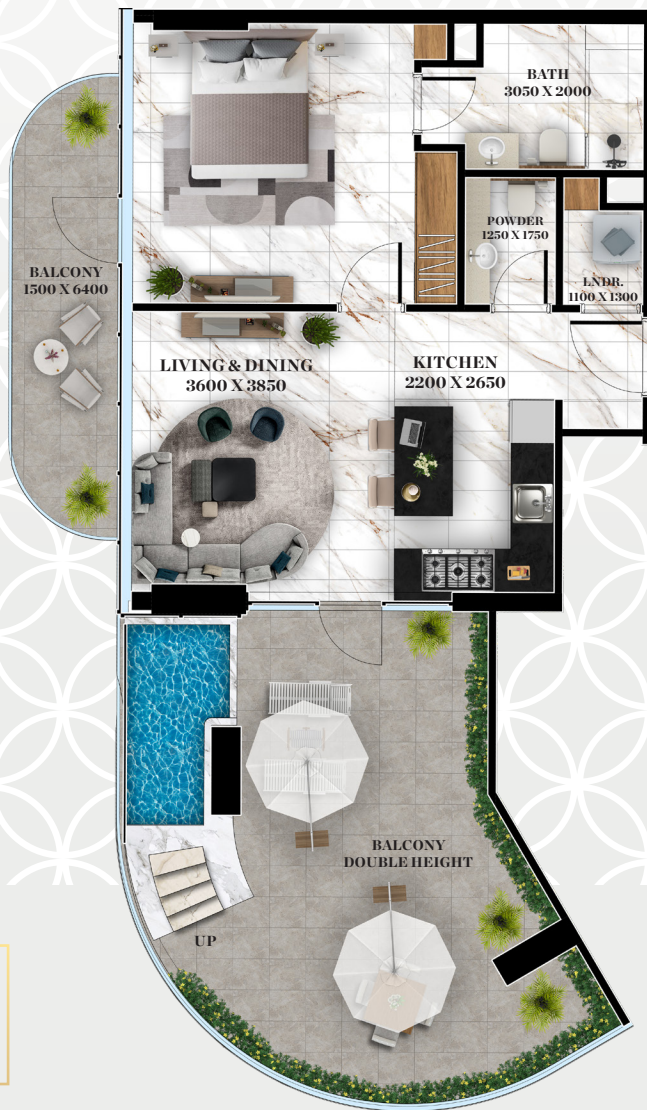 BATH
3050 X 2000
POWDER
1250 X 1750
LNDR.
1100 X 1300
BALCONY
1500 X 6400
LIVING & DINING
3600 X 3850
KITCHEN
2200 X 2650
BALCONY
DOUBLE HEIGHT
UP